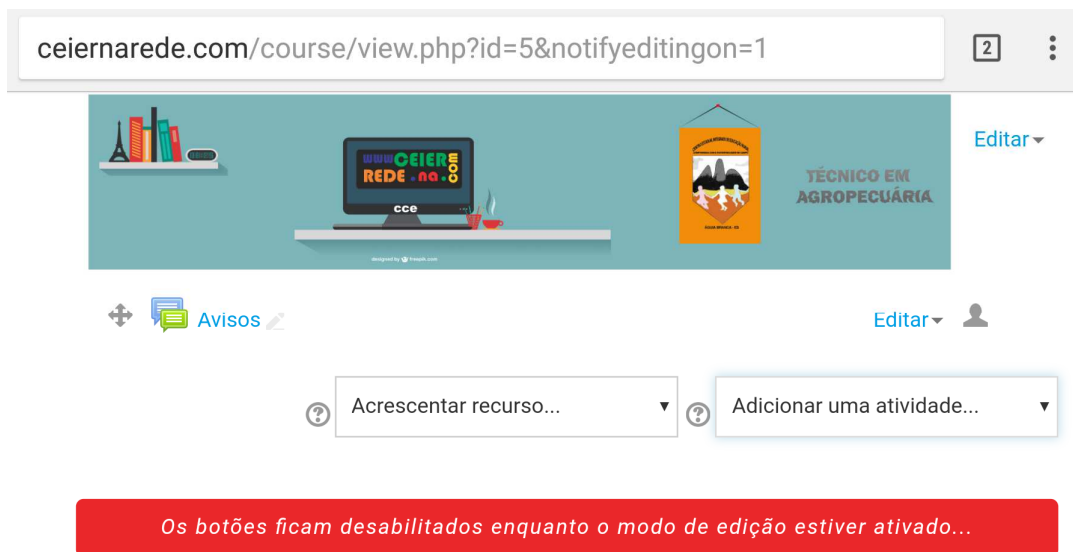 ceiernarede.com/course/view.php?id=5&notifyeditingon=1
2
Editar
www CEIER
REDE .na. COM
cce
designed by freepik.com
TÉCNICO EM
AGROPECUÁRIA
Avisos
Editar
Acrescentar recurso...
Adicionar uma atividade...
Os botões ficam desabilitados enquanto o modo de edição estiver ativado...